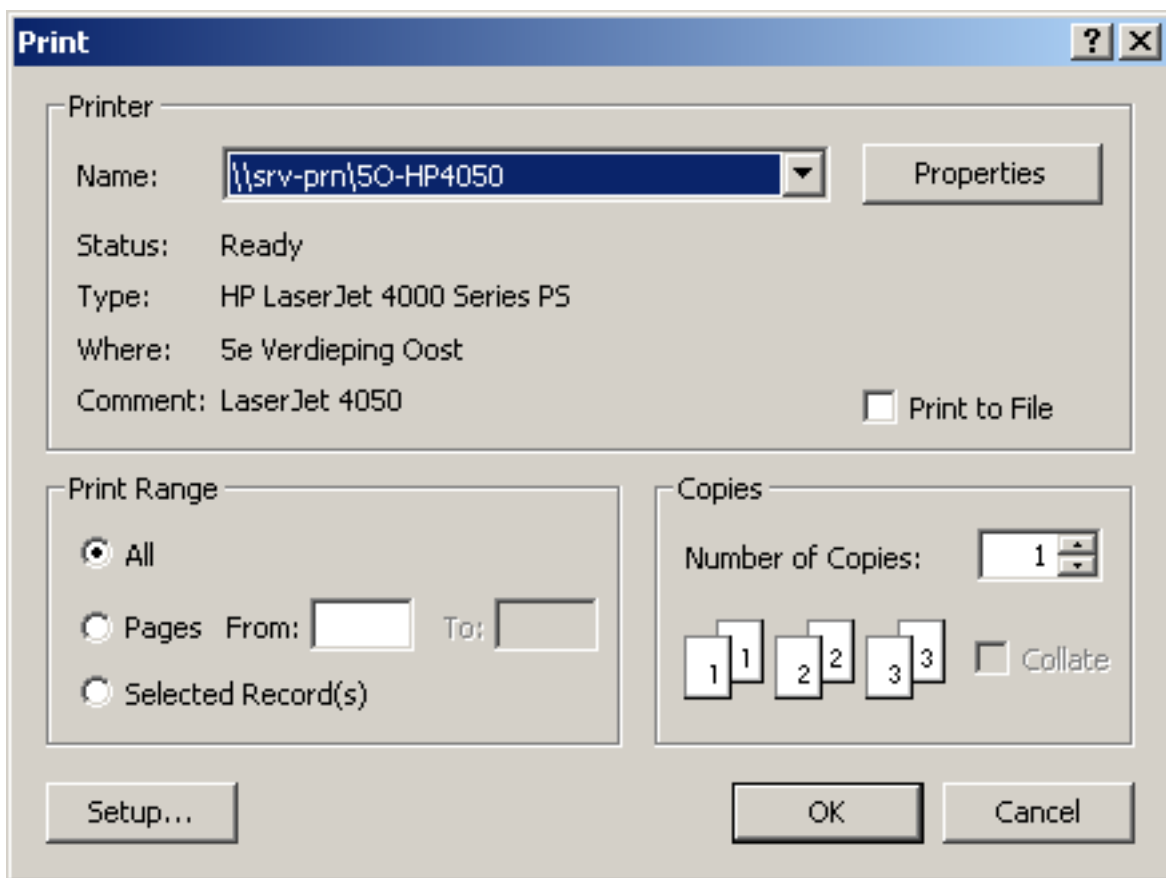 Print
Printer
Name: \\srv-prn\5O-HP4050 Properties
Status: Ready
Type: HP LaserJet 4000 Series PS
Where: 5e Verdieping Oost
Comment: LaserJet 4050
Print to File
Print Range
All
Pages From: To:
Selected Record(s)
Copies
Number of Copies: 1
1 1 2 2 3 3 Collate
Setup... OK Cancel